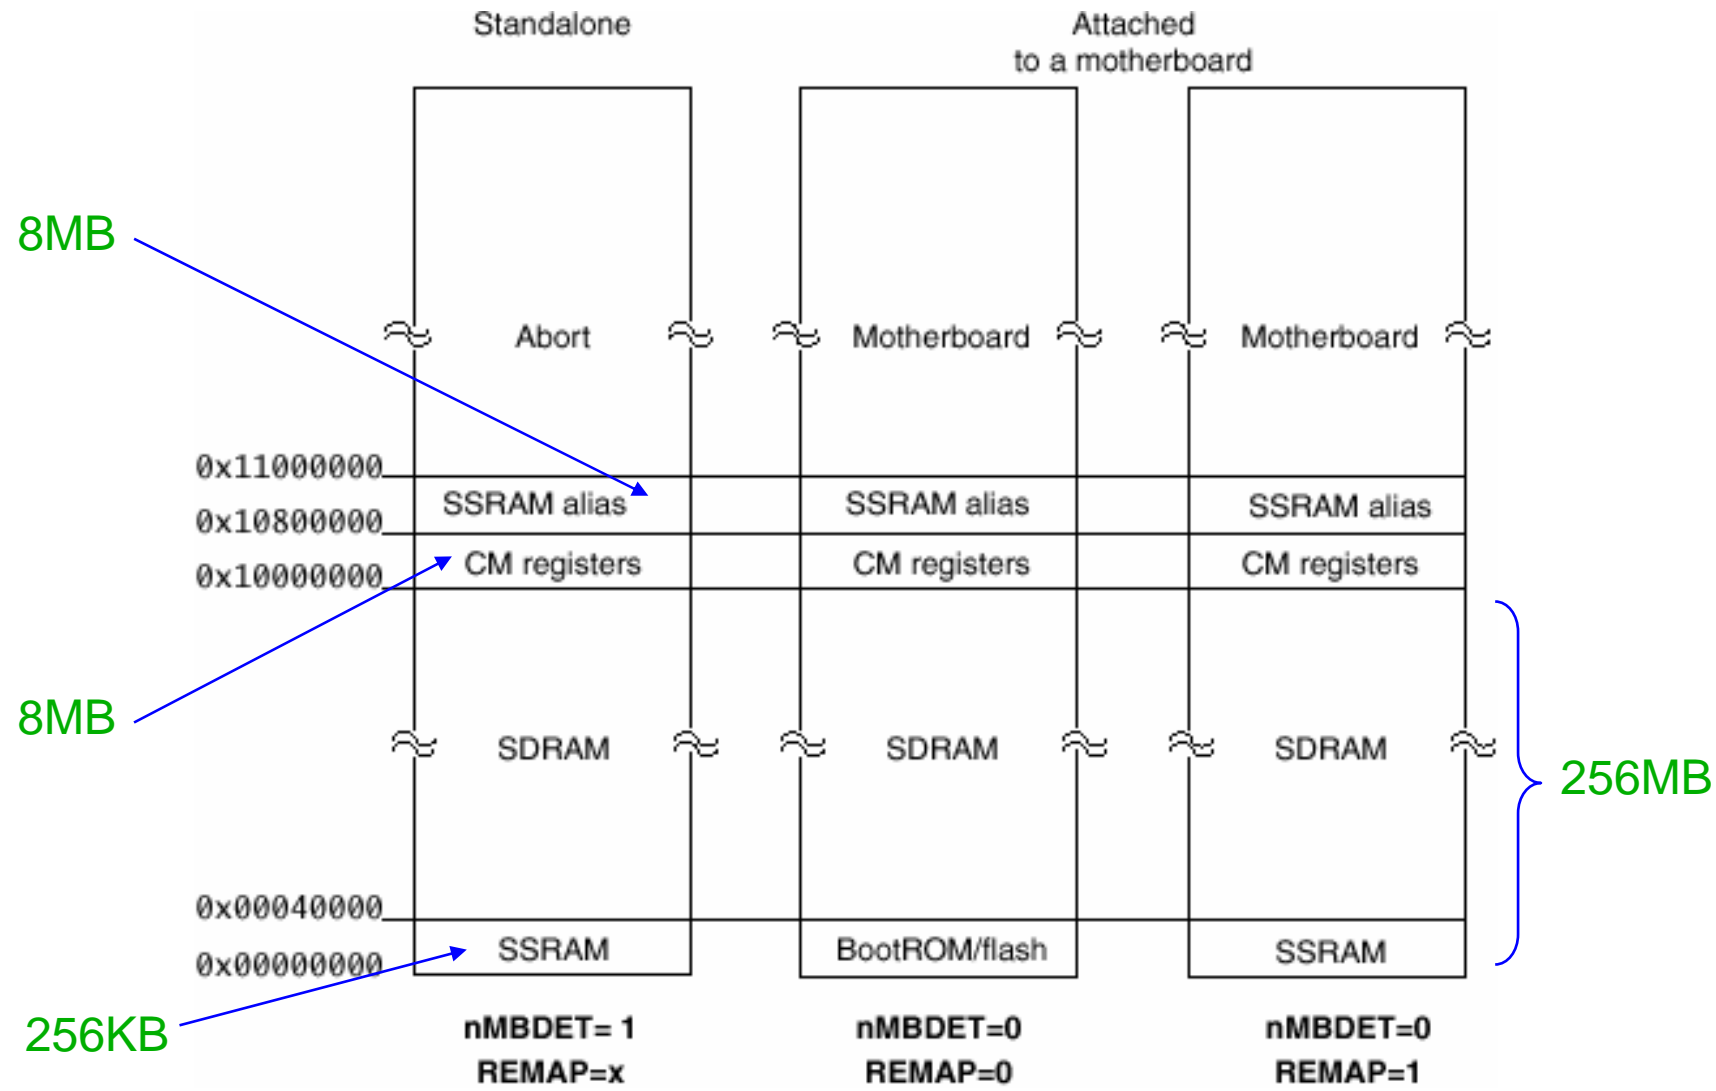 Standalone
Attached
to a motherboard
8MB
Abort
Motherboard
Motherboard
0x11000000
SSRAM alias
SSRAM alias
SSRAM alias
0x10800000
CM registers
CM registers
CM registers
0x10000000
8MB
SDRAM
SDRAM
SDRAM
256MB
0x00040000
SSRAM
BootROM/flash
SSRAM
0x00000000
256KB
nMBDET= 1
nMBDET=0
nMBDET=0
REMAP=x
REMAP=0
REMAP=1